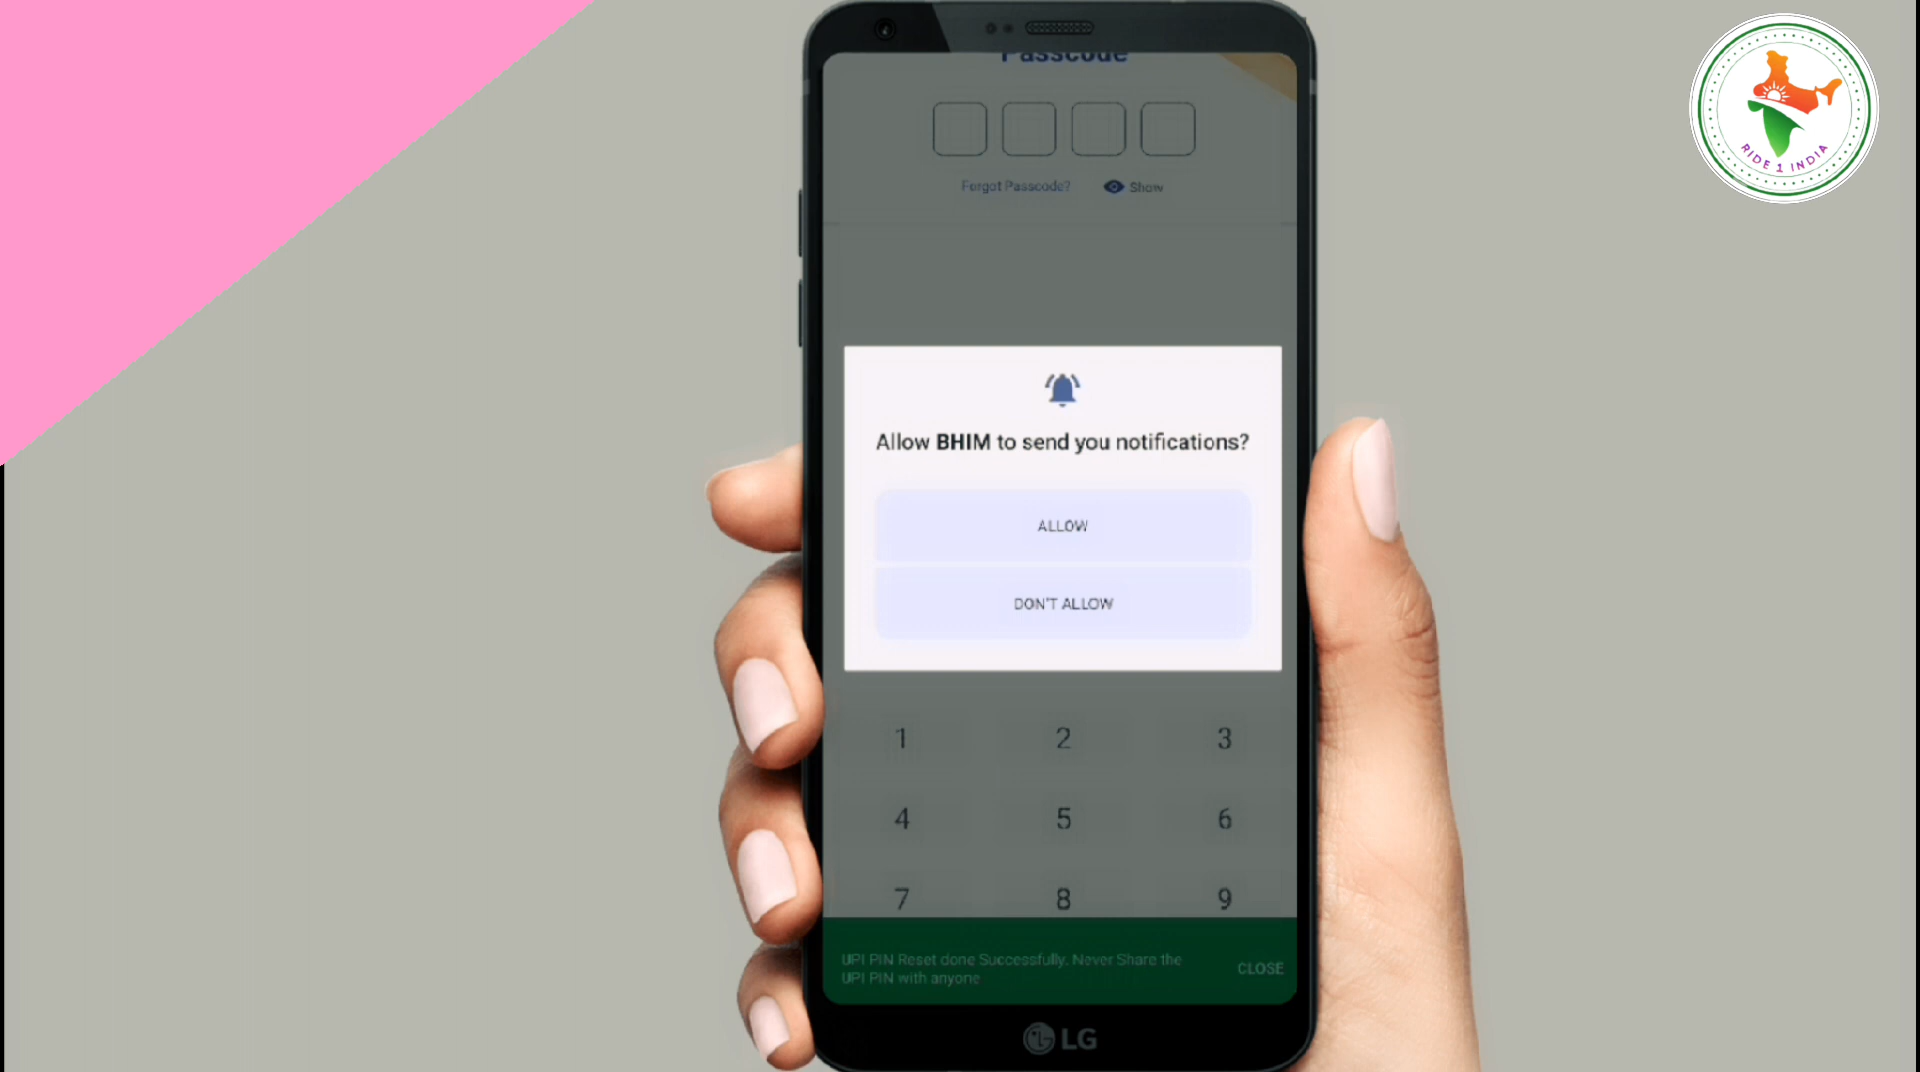 Passcode
Forgot Passcode? Show
Allow BHIM to send you notifications?
ALLOW
DON'T ALLOW
1 2 3
4 5 6
7 8 9
UPI PIN Reset done Successfully. Never Share the
UPI PIN with anyone
CLOSE
LG
RIDE 1 INDIA